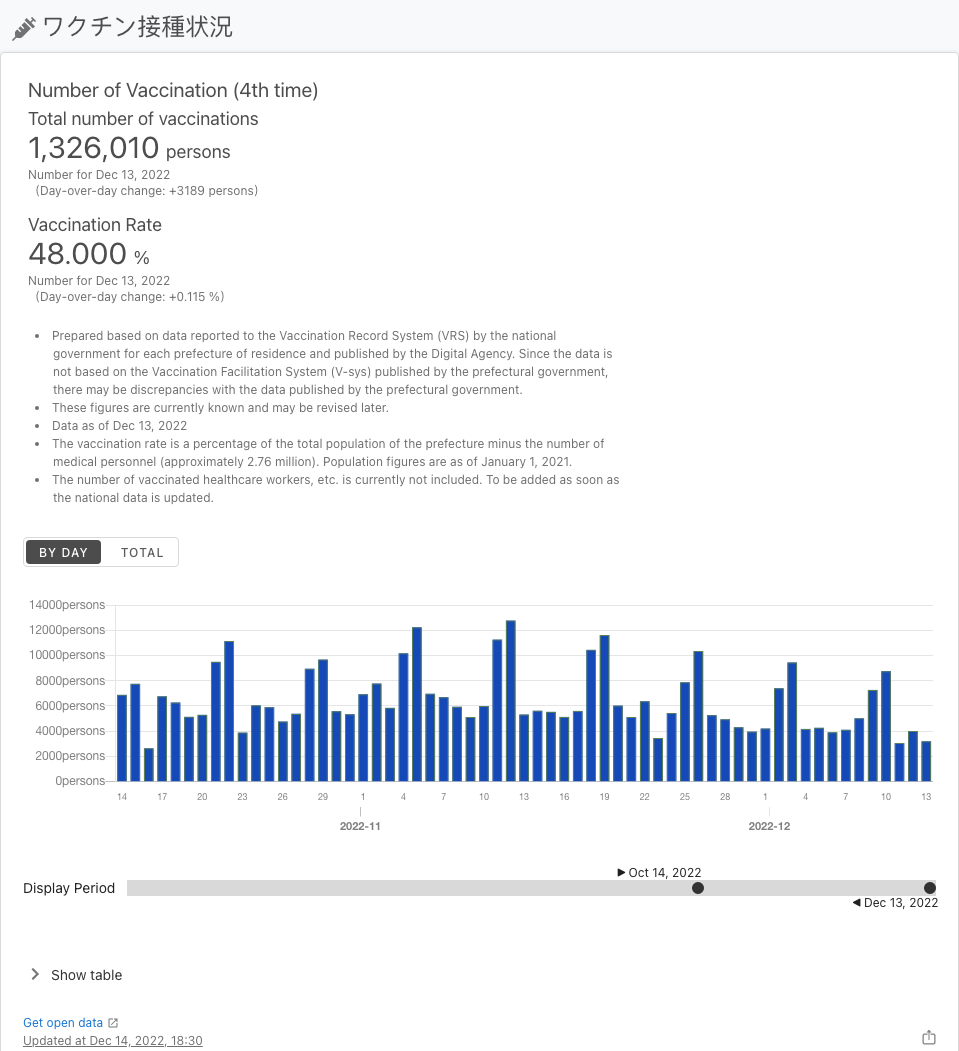 ワクチン接種状況
Number of Vaccination (4th time)
Total number of vaccinations
1,326,010 persons
Number for Dec 13, 2022
(Day-over-day change: +3189 persons)
Vaccination Rate
48.000 %
Number for Dec 13, 2022
(Day-over-day change: +0.115 %)
• Prepared based on data reported to the Vaccination Record System (VRS) by the national
government for each prefecture of residence and published by the Digital Agency. Since the data is
not based on the Vaccination Facilitation System (V-sys) published by the prefectural government,
there may be discrepancies with the data published by the prefectural government.
• These figures are currently known and may be revised later.
• Data as of Dec 13, 2022
• The vaccination rate is a percentage of the total population of the prefecture minus the number of
medical personnel (approximately 2.76 million). Population figures are as of January 1, 2021.
• The number of vaccinated healthcare workers, etc. is currently not included. To be added as soon as
the national data is updated.
BY DAY TOTAL
14000persons
12000persons
10000persons
8000persons
6000persons
4000persons
2000persons
0persons
14 17 20 23 26 29 1 4 7 10 13 16 19 22 25 28 1 4 7 10 13
2022-11 2022-12
Oct 14, 2022
Display Period
Dec 13, 2022
Show table
Get open data
Updated at Dec 14, 2022, 18:30